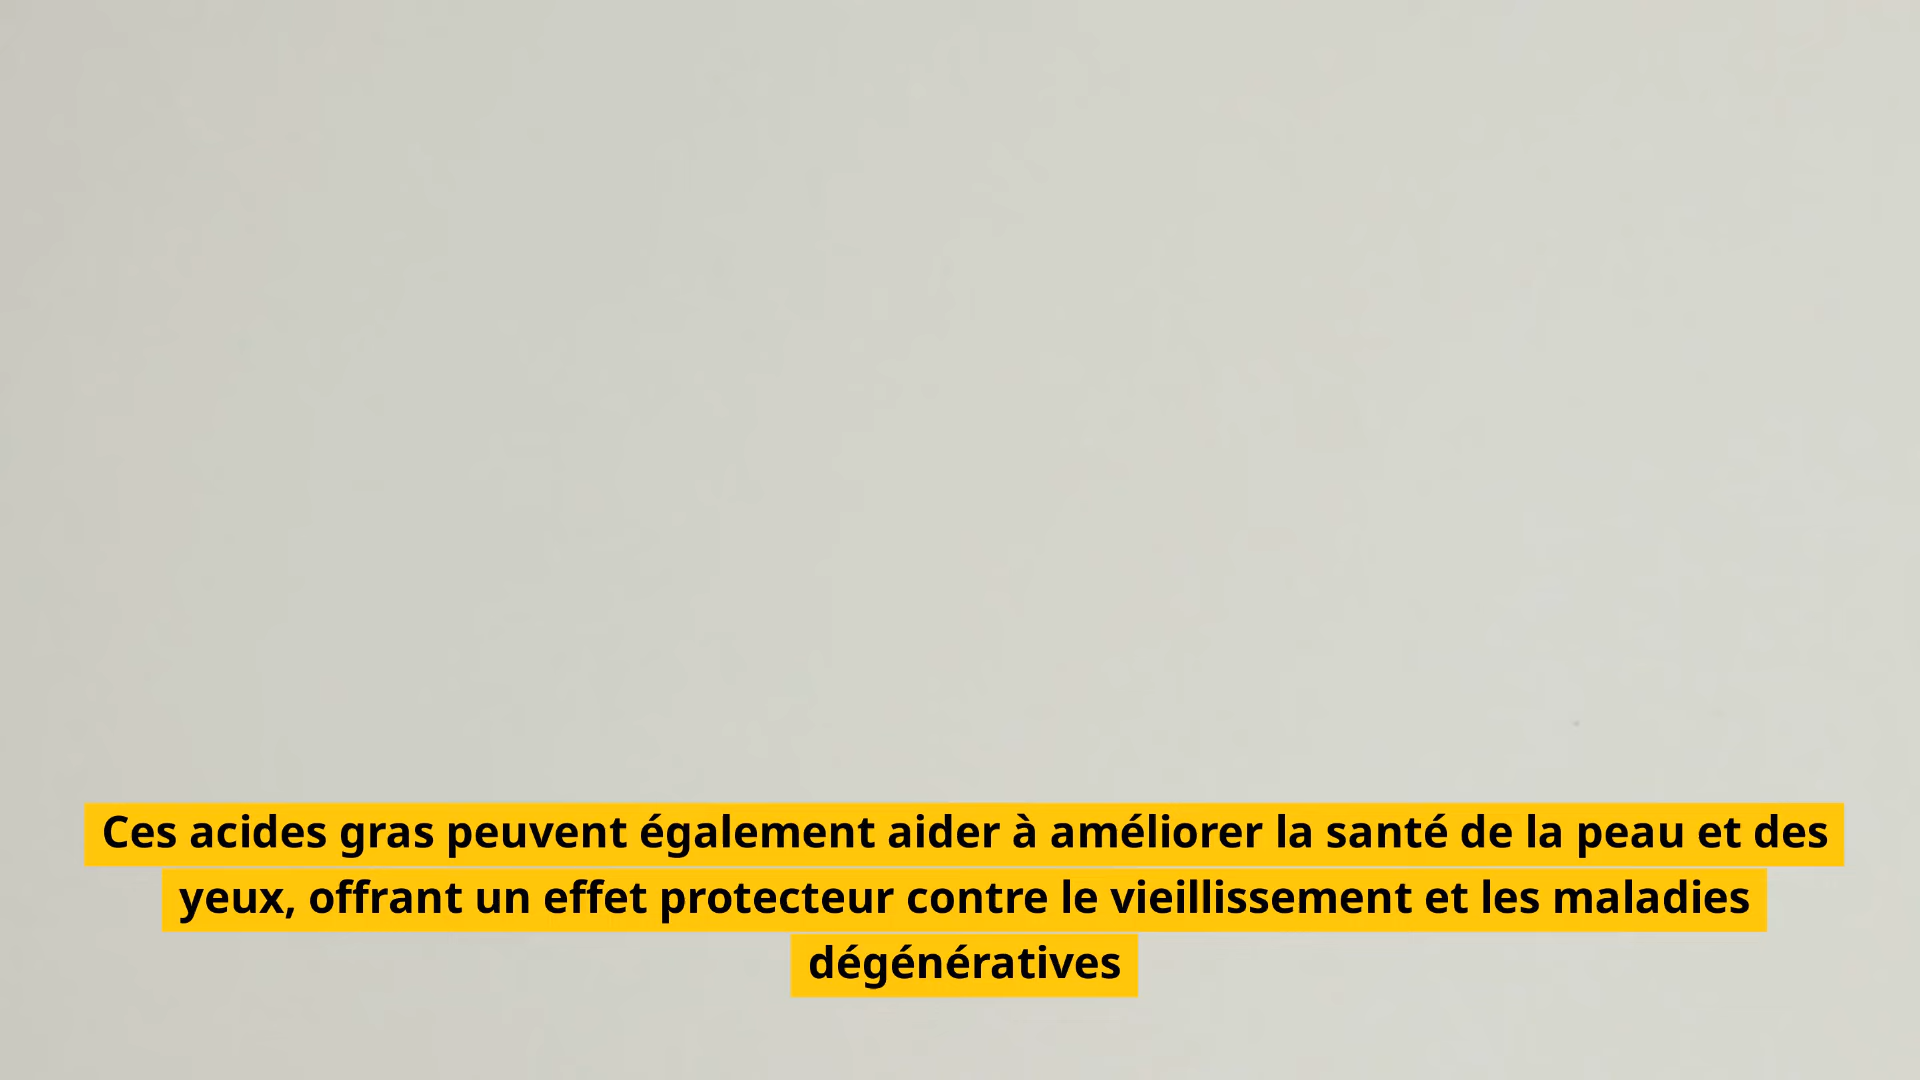 Ces acides gras peuvent également aider à améliorer la santé de la peau et des
yeux, offrant un effet protecteur contre le vieillissement et les maladies
dégénératives